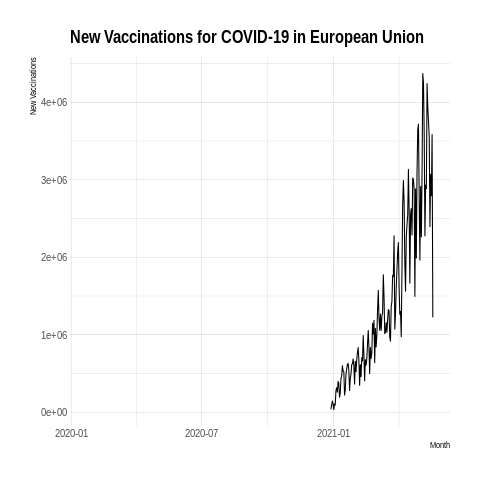 New Vaccinations for COVID-19 in European Union
New Vaccinations
4e+06
3e+06
2e+06
1e+06
0e+00
2020-01
2020-07
2021-01
Month